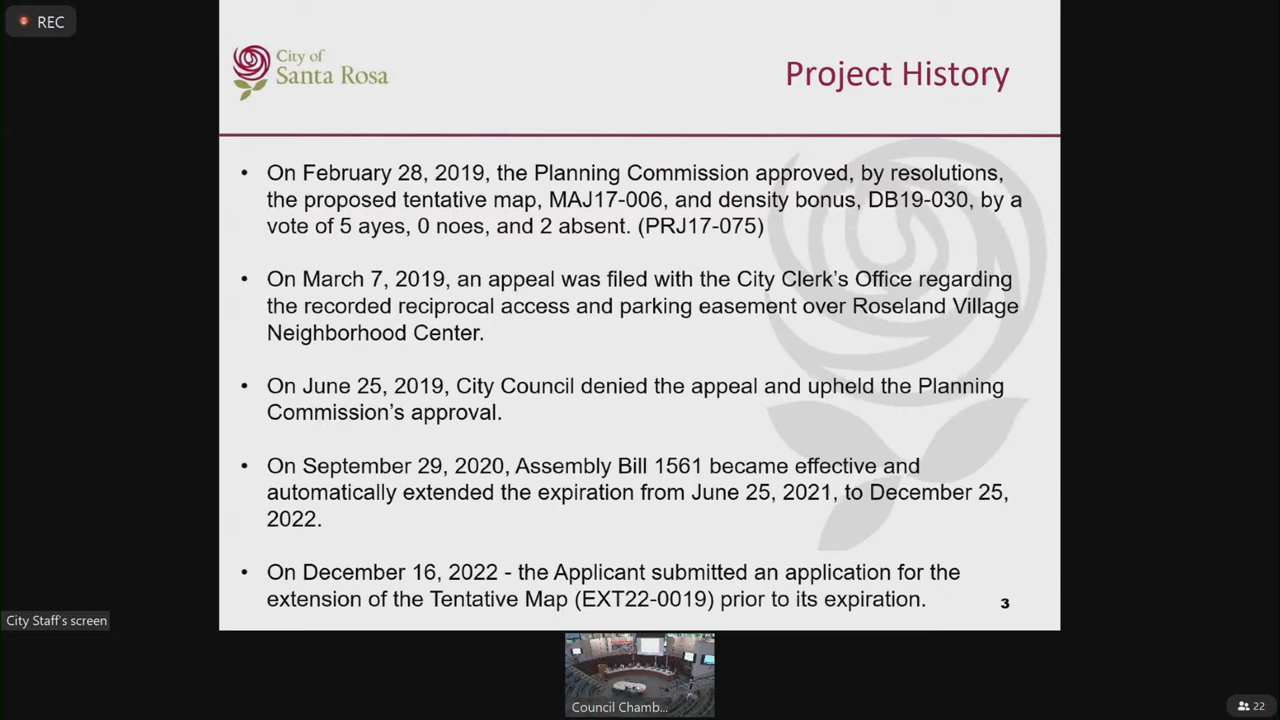 REC
City of
Santa Rosa
Project History
• On February 28, 2019, the Planning Commission approved, by resolutions,
the proposed tentative map, MAJ17-006, and density bonus, DB19-030, by a
vote of 5 ayes, 0 noes, and 2 absent. (PRJ17-075)
• On March 7, 2019, an appeal was filed with the City Clerk’s Office regarding
the recorded reciprocal access and parking easement over Roseland Village
Neighborhood Center.
• On June 25, 2019, City Council denied the appeal and upheld the Planning
Commission’s approval.
• On September 29, 2020, Assembly Bill 1561 became effective and
automatically extended the expiration from June 25, 2021, to December 25,
2022.
• On December 16, 2022 - the Applicant submitted an application for the
extension of the Tentative Map (EXT22-0019) prior to its expiration.
3
City Staff's screen
Council Chamb...
22